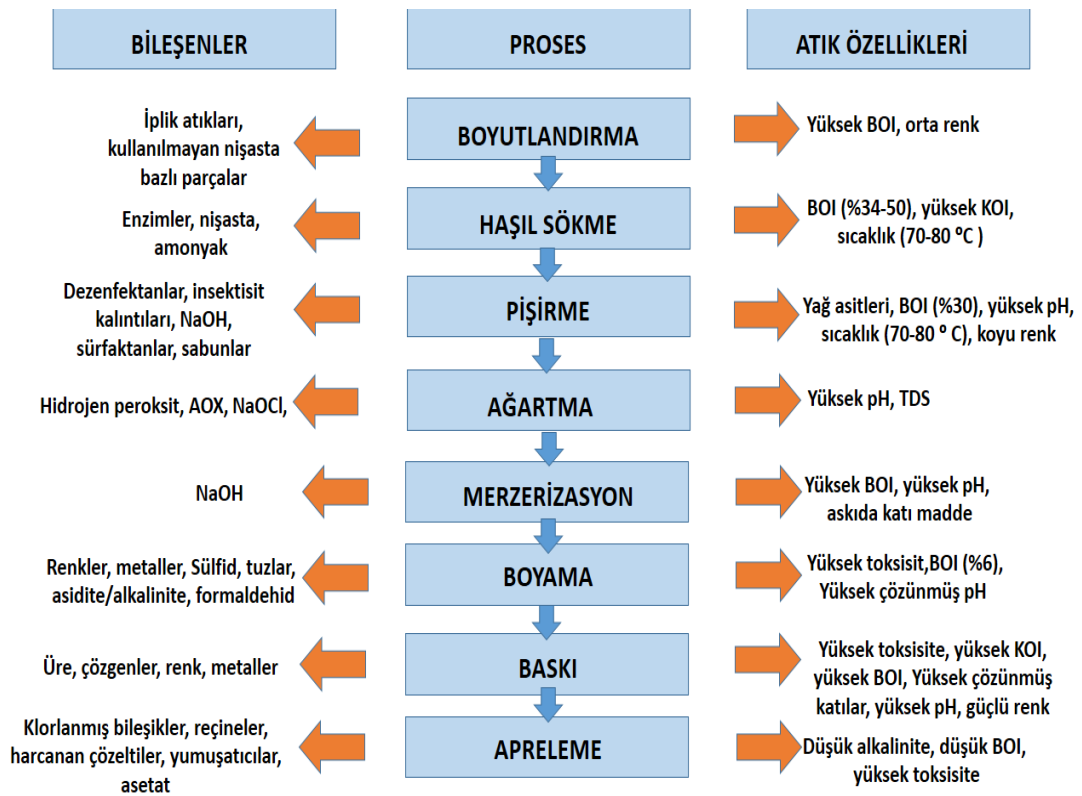 BİLEŞENLER
PROSES
ATIK ÖZELLİKLERİ
İplik atıkları,
kullanılmayan nişasta
bazlı parçalar
BOYUTLANDIRMA
Yüksek BOI, orta renk
Enzimler, nişasta,
amonyak
HAŞIL SÖKME
BOI (%34-50), yüksek KOI,
sıcaklık (70-80 ⁰C )
Dezenfektanlar, insektisit
kalıntıları, NaOH,
sürfaktanlar, sabunlar
PİŞİRME
Yağ asitleri, BOI (%30), yüksek pH,
sıcaklık (70-80 ⁰ C), koyu renk
Hidrojen peroksit, AOX, NaOCl,
AĞARTMA
Yüksek pH, TDS
NaOH
MERZERİZASYON
Yüksek BOI, yüksek pH,
askıda katı madde
Renkler, metaller, Sülfid, tuzlar,
asidite/alkalinite, formaldehid
BOYAMA
Yüksek toksisit,BOI (%6),
Yüksek çözünmüş pH
Üre, çözgenler, renk, metaller
BASKI
Yüksek toksisite, yüksek KOI,
yüksek BOI, Yüksek çözünmüş
katılar, yüksek pH, güçlü renk
Klorlanmış bileşikler, reçineler,
harcanan çözeltiler, yumuşatıcılar,
asetat
APRELEME
Düşük alkalinite, düşük BOI,
yüksek toksisite